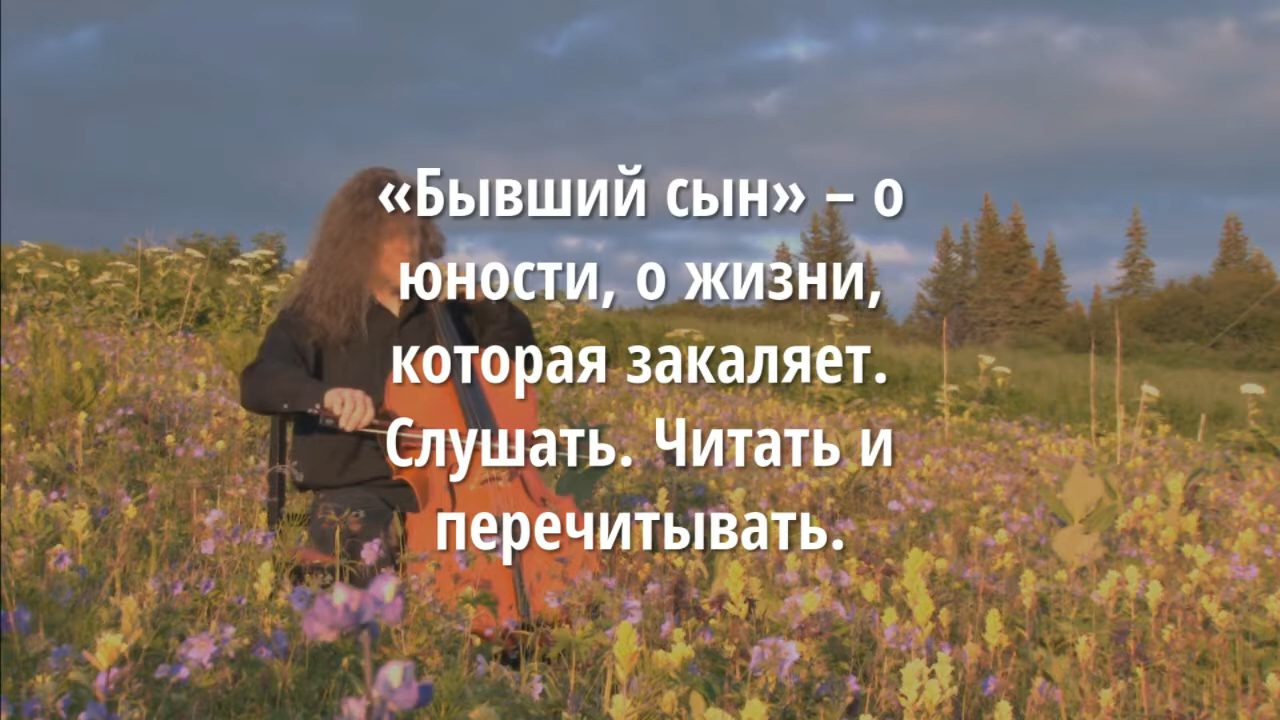 «Бывший сын» – о
юности, о жизни,
которая закаляет.
Слушать. Читать и
перечитывать.